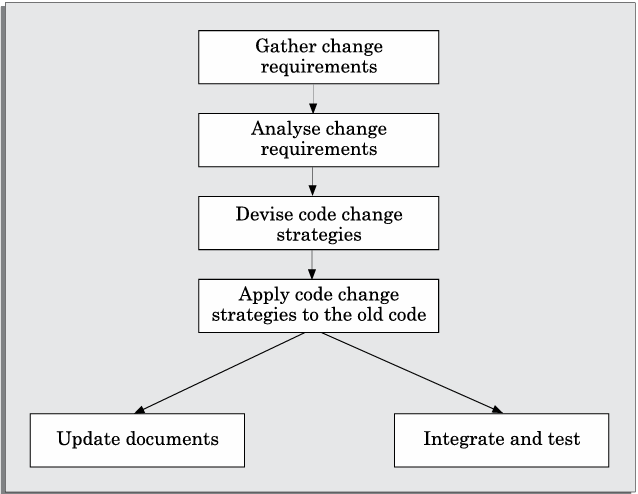 Gather change
requirements
Analyse change
requirements
Devise code change
strategies
Apply code change
strategies to the old code
Update documents
Integrate and test